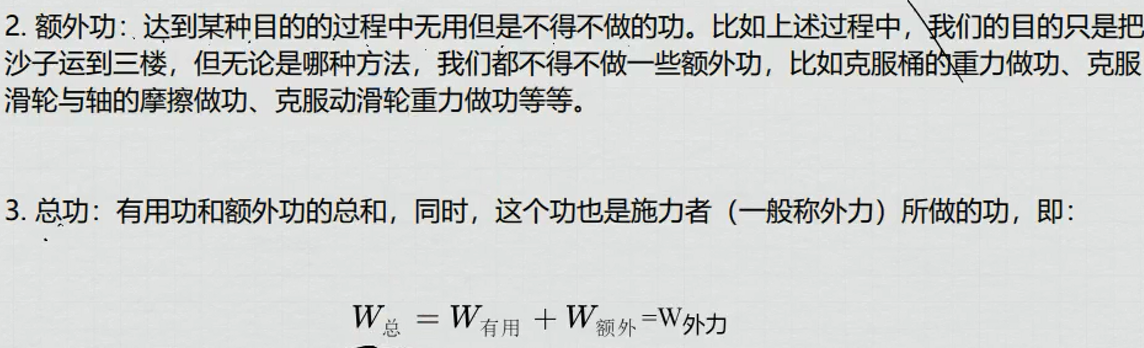 2. 额外功：达到某种目的的过程中无用但是不得不做的功。比如上述过程中，我们的目的只是把
沙子运到三楼，但无论是哪种方法，我们都不得不做一些额外功，比如克服桶的重力做功、克服
滑轮与轴的摩擦做功、克服动滑轮重力做功等等。
3. 总功：有用功和额外功的总和，同时，这个功也是施力者（一般称外力）所做的功，即：
W总 = W有用 + W额外=W外力